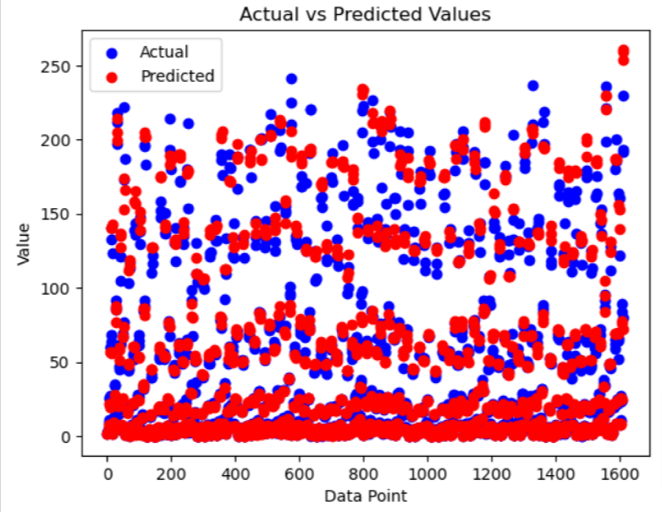 Actual vs Predicted Values
Actual
Predicted
Value
250
200
150
100
50
0
0 200 400 600 800 1000 1200 1400 1600
Data Point